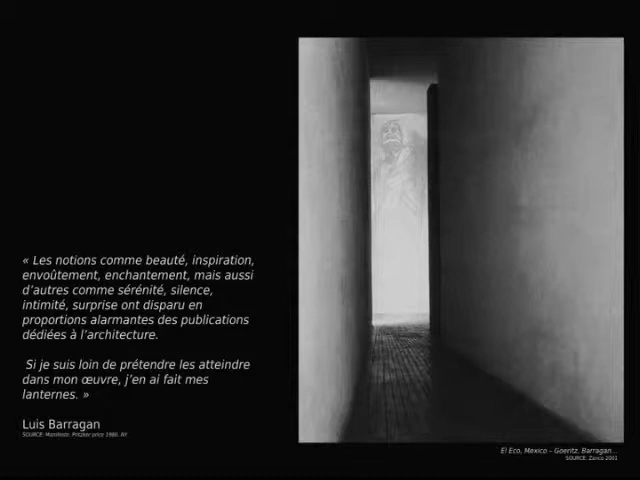 « Les notions comme beauté, inspiration,
envoûtement, enchantement, mais aussi
d’autres comme sérénité, silence,
intimité, surprise ont disparu en
proportions alarmantes des publications
dédiées à l’architecture.
Si je suis loin de prétendre les atteindre
dans mon œuvre, j’en ai fait mes
lanternes. »
Luis Barragan
SOURCE: Manifeste, Pritzker price 1980, NY
El Eco, Mexico – Goeritz, Barragan...
SOURCE: Zanco 2001